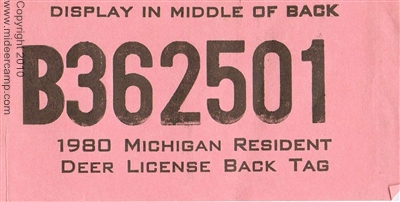 DISPLAY IN MIDDLE OF BACK
B362501
1980 MICHIGAN RESIDENT
DEER LICENSE BACK TAG
Copyright 2010
www.mideercamp.com